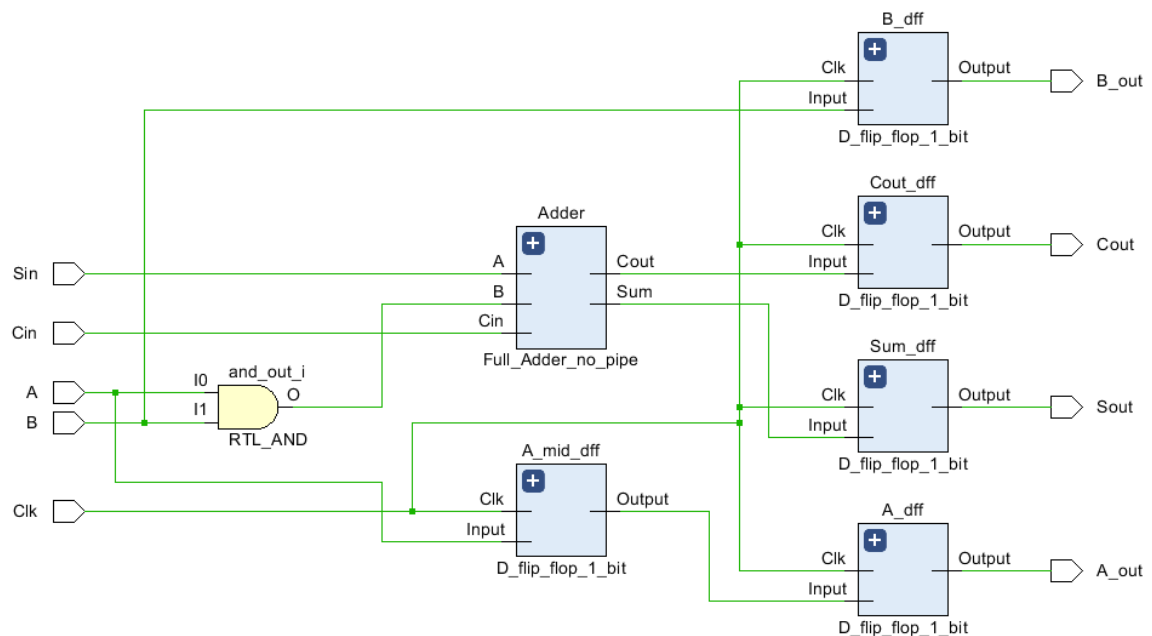 B_dff
Clk
Input
Output
B_out
D_flip_flop_1_bit
Cout_dff
Clk
Input
Output
Cout
D_flip_flop_1_bit
Adder
Sin
A
B
Cin
Cout
Sum
Full_Adder_no_pipe
Cin
Sum_dff
Clk
Input
Output
Sout
D_flip_flop_1_bit
A
B
and_out_i
I0
I1
O
RTL_AND
A_mid_dff
Clk
Clk
Input
Output
D_flip_flop_1_bit
A_dff
Clk
Input
Output
A_out
D_flip_flop_1_bit